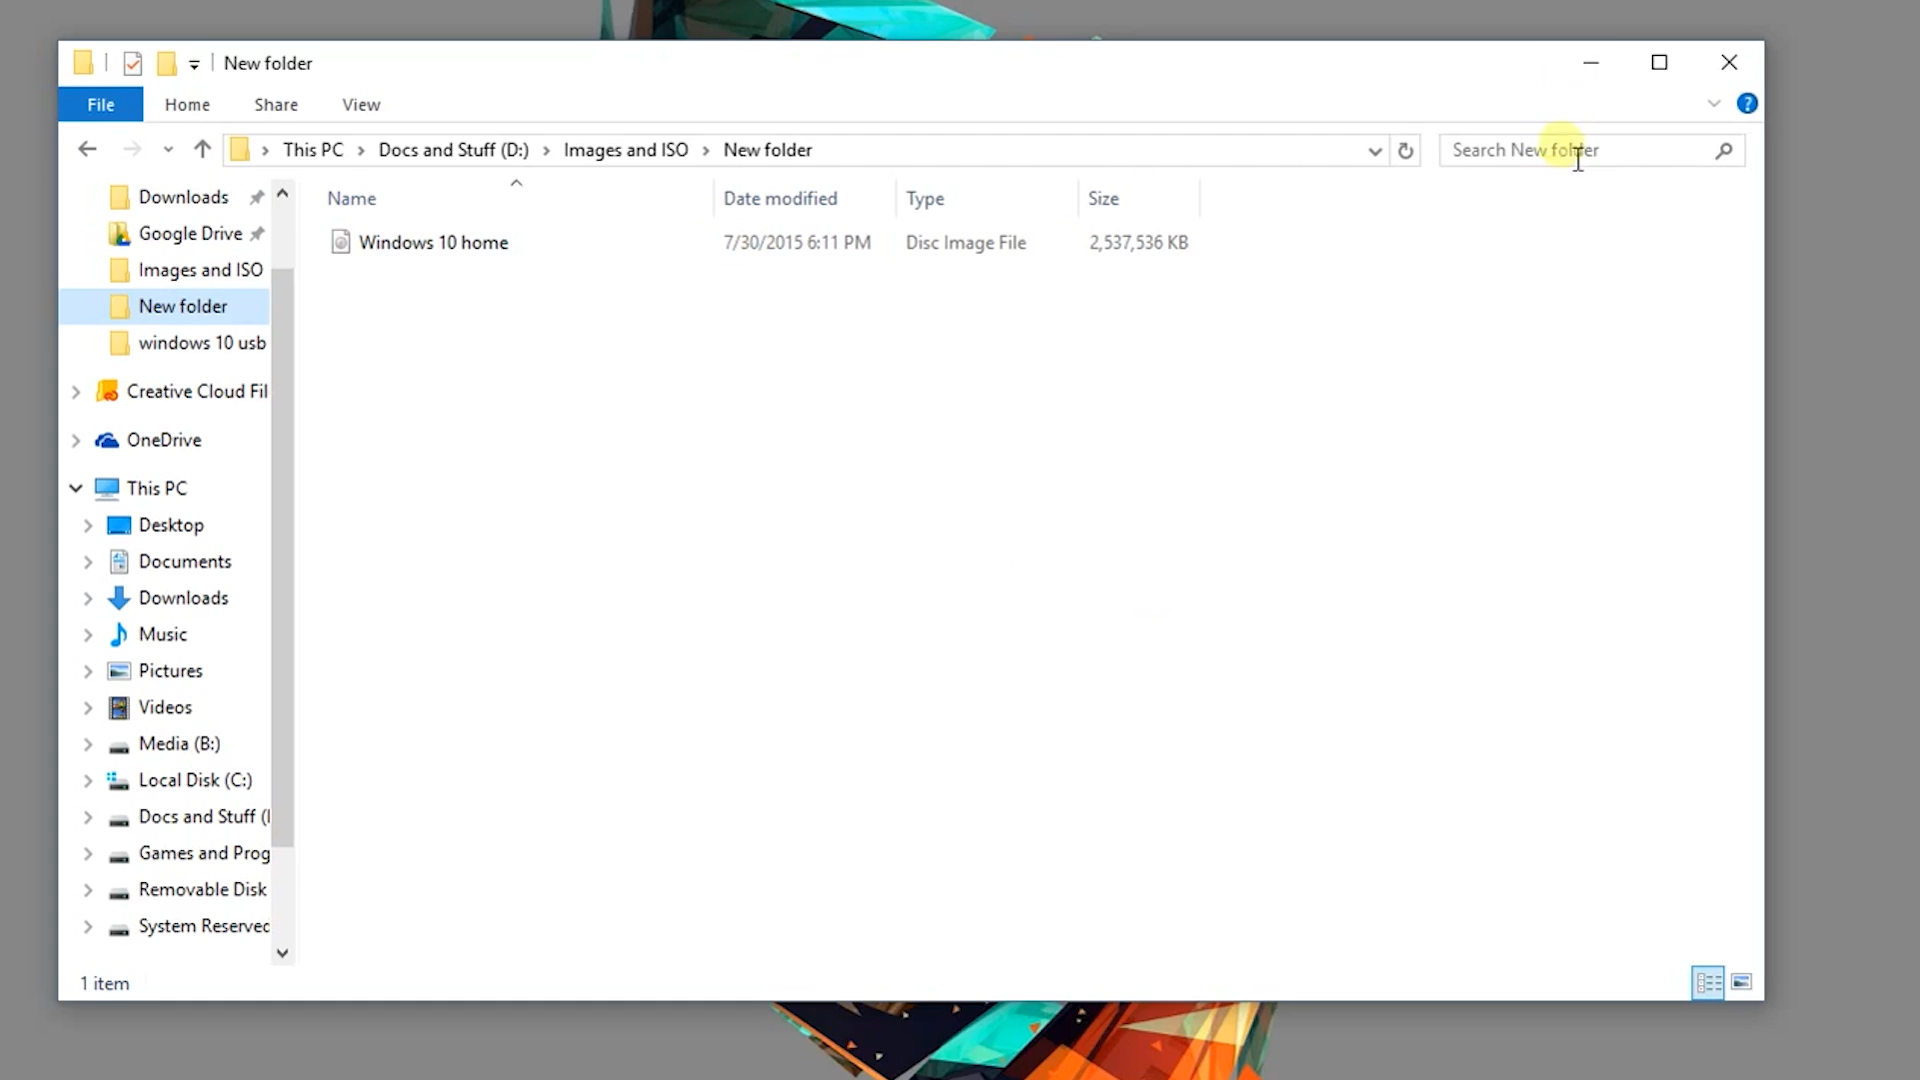 New folder
File Home Share View
This PC Docs and Stuff (D:) Images and ISO New folder
Search New folder
Name Date modified Type Size
Windows 10 home 7/30/2015 6:11 PM Disc Image File 2,537,536 KB
Downloads
Google Drive
Images and ISO
New folder
windows 10 usb
Creative Cloud Fil
OneDrive
This PC
Desktop
Documents
Downloads
Music
Pictures
Videos
Media (B:)
Local Disk (C:)
Docs and Stuff (
Games and Prog
Removable Disk
System Reserved
1 item